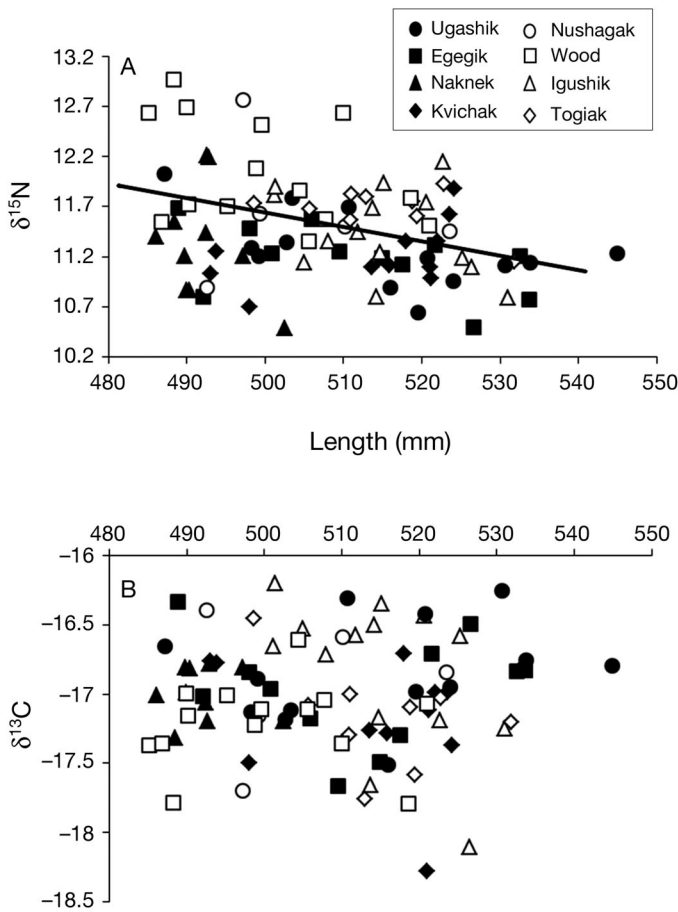 A
Ugashik
Egegik
Naknek
Kvichak
Nushagak
Wood
Igushik
Togiak
13.2
12.7
12.2
11.7
11.2
10.7
10.2
δ15N
480 490 500 510 520 530 540 550
Length (mm)
480 490 500 510 520 530 540 550
B
−16
−16.5
−17
−17.5
−18
−18.5
δ13C